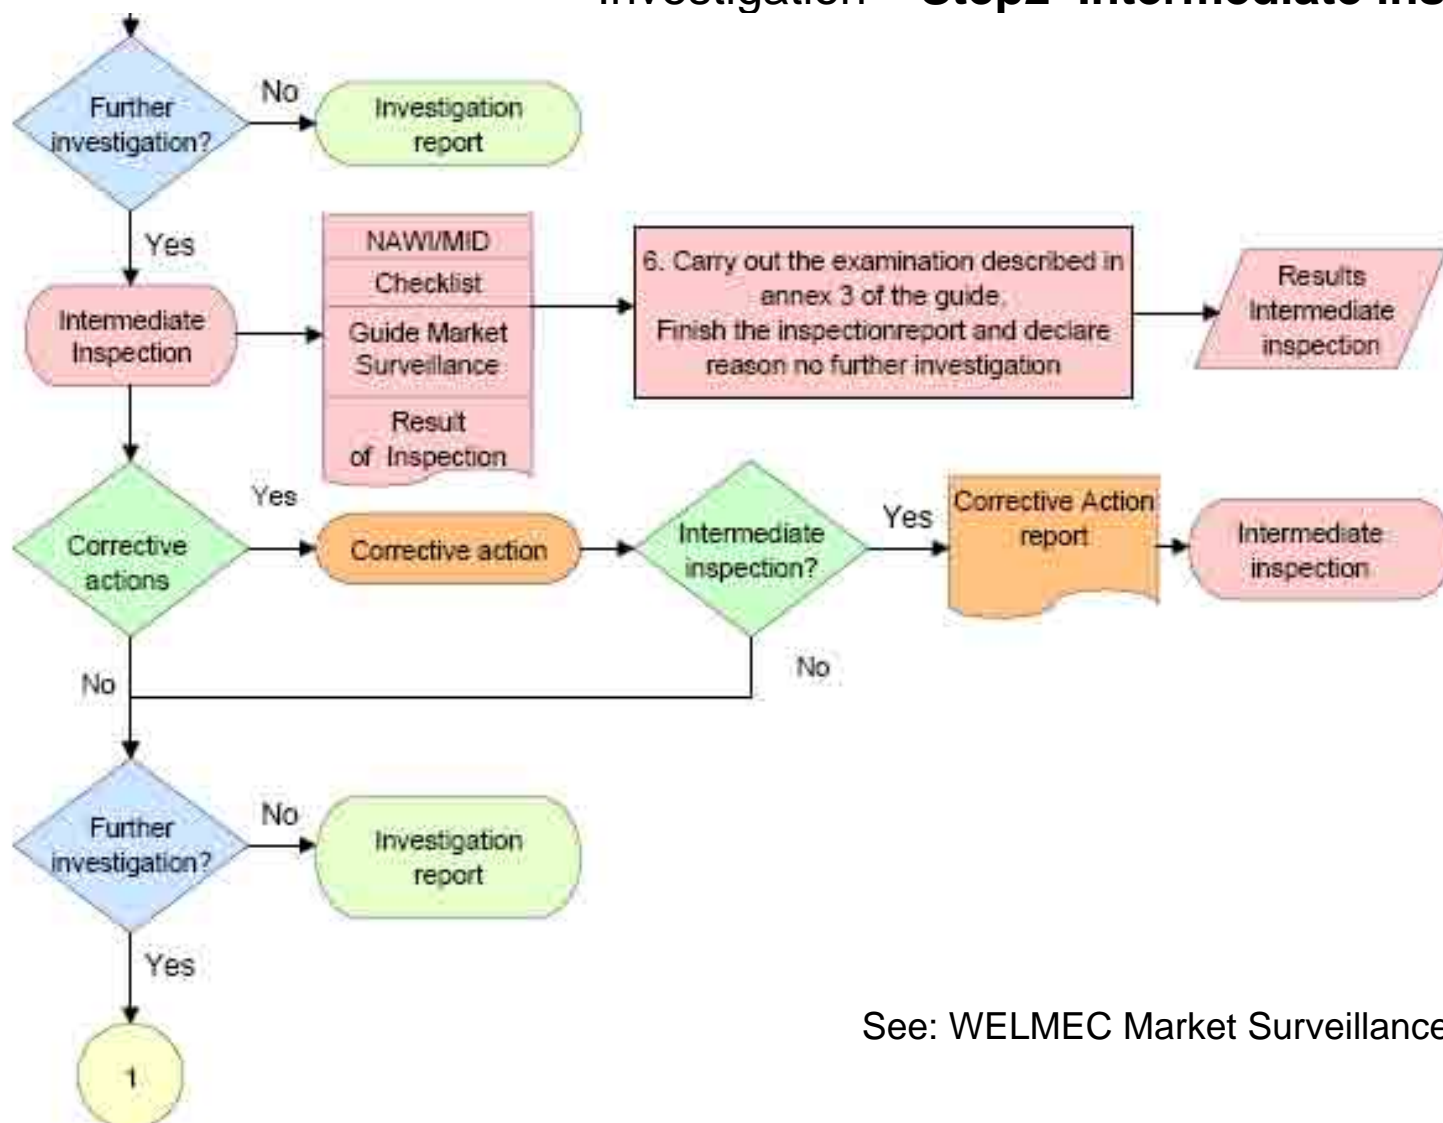 Investigation
Further
investigation?
No
Investigation
report
Yes
Intermediate
Inspection
NAWI/MID
Checklist
Guide Market
Surveillance
Result
of Inspection
6. Carry out the examination described in
annex 3 of the guide.
Finish the inspectionreport and declare
reason no further investigation
Results
Intermediate
inspection
Corrective
actions
Yes
Corrective action
Intermediate
inspection?
Yes
Corrective Action
report
Intermediate
inspection
No
No
Further
investigation?
No
Investigation
report
Yes
1
See: WELMEC Market Surveillance